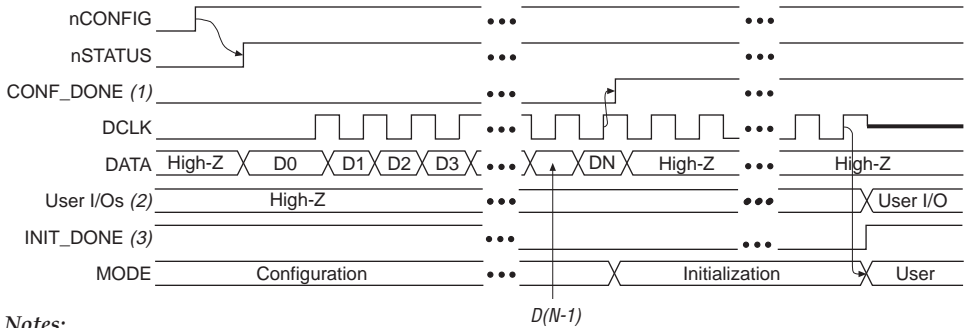 nCONFIG
nSTATUS
CONF_DONE (1)
DCLK
DATA High-Z D0 D1 D2 D3 DN High-Z High-Z
User I/Os (2) High-Z User I/O
INIT_DONE (3)
MODE Configuration Initialization User
D(N-1)
Notes: